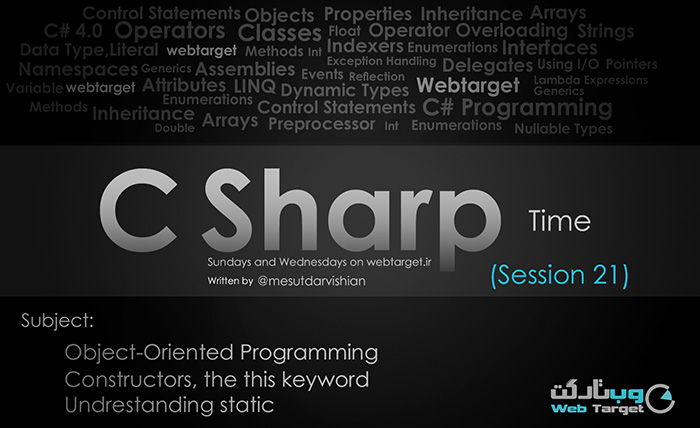 Control Statements Objects Properties Inheritance Arrays
C# 4.0 Operators Classes Float Operator Overloading Strings
Data Type,Literal webtarget Methods Int Indexers Enumerations Interfaces
Exception Handling
Namespaces Generics Assemblies Events Reflection Delegates Using I/O Pointers
Variable webtarget Attributes LINQ Dynamic Types Webtarget Lambda Expressions
Generics
Methods Inheritance Enumerations Control Statements C# Programming
Double Arrays Preprocessor Int Enumerations Nullable Types
C Sharp Time
Sundays and Wednesdays on webtarget.ir
Written by @mesutdarvishian
(Session 21)
Subject:
Object-Oriented Programming
Constructors, the this keyword
Undrestanding static
وب تارگت
Web Target